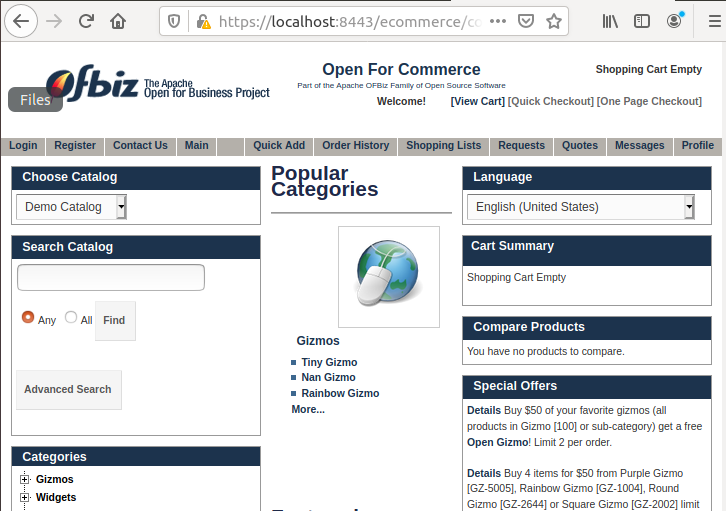 https://localhost:8443/ecommerce/co
ofbiz The Apache
Open for Business Project
Files
Open For Commerce
Part of the Apache OFBiz Family of Open Source Software
Welcome!
Shopping Cart Empty
[View Cart] [Quick Checkout] [One Page Checkout]
Login Register Contact Us Main Quick Add Order History Shopping Lists Requests Quotes Messages Profile
Choose Catalog
Demo Catalog
Search Catalog
Any All Find
Advanced Search
Categories
Gizmos
Widgets
Popular
Categories
Gizmos
Tiny Gizmo
Nan Gizmo
Rainbow Gizmo
More...
Language
English (United States)
Cart Summary
Shopping Cart Empty
Compare Products
You have no products to compare.
Special Offers
Details Buy $50 of your favorite gizmos (all
products in Gizmo [100] or sub-category) get a free
Open Gizmo! Limit 2 per order.
Details Buy 4 items for $50 from Purple Gizmo
[GZ-5005], Rainbow Gizmo [GZ-1004], Round
Gizmo [GZ-2644] or Square Gizmo [GZ-2002] limit